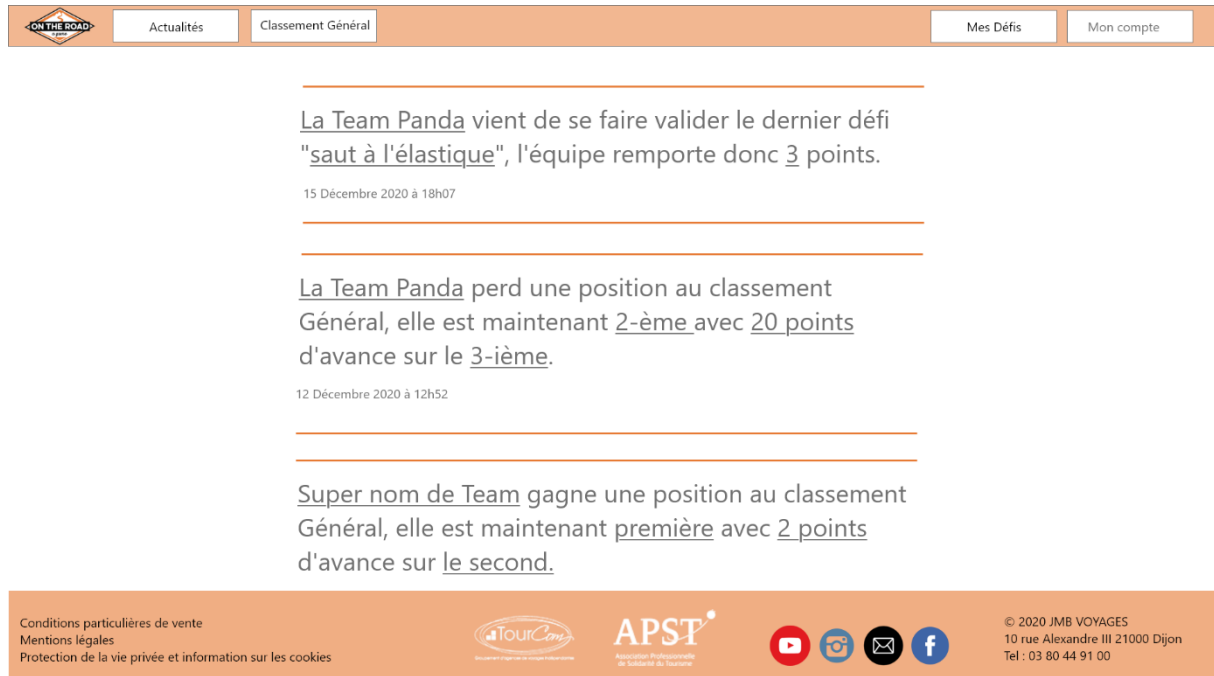 ON THE ROAD
Actualités
Classement Général
Mes Défis
Mon compte
La Team Panda vient de se faire valider le dernier défi
"saut à l'élastique", l'équipe remporte donc 3 points.
15 Décembre 2020 à 18h07
La Team Panda perd une position au classement
Général, elle est maintenant 2-ème avec 20 points
d'avance sur le 3-ième.
12 Décembre 2020 à 12h52
Super nom de Team gagne une position au classement
Général, elle est maintenant première avec 2 points
d'avance sur le second.
Conditions particulières de vente
Mentions légales
Protection de la vie privée et information sur les cookies
TourCom
APST
Association Professionnelle
de Solidarité du Tourisme
© 2020 JMB VOYAGES
10 rue Alexandre III 21000 Dijon
Tel : 03 80 44 91 00